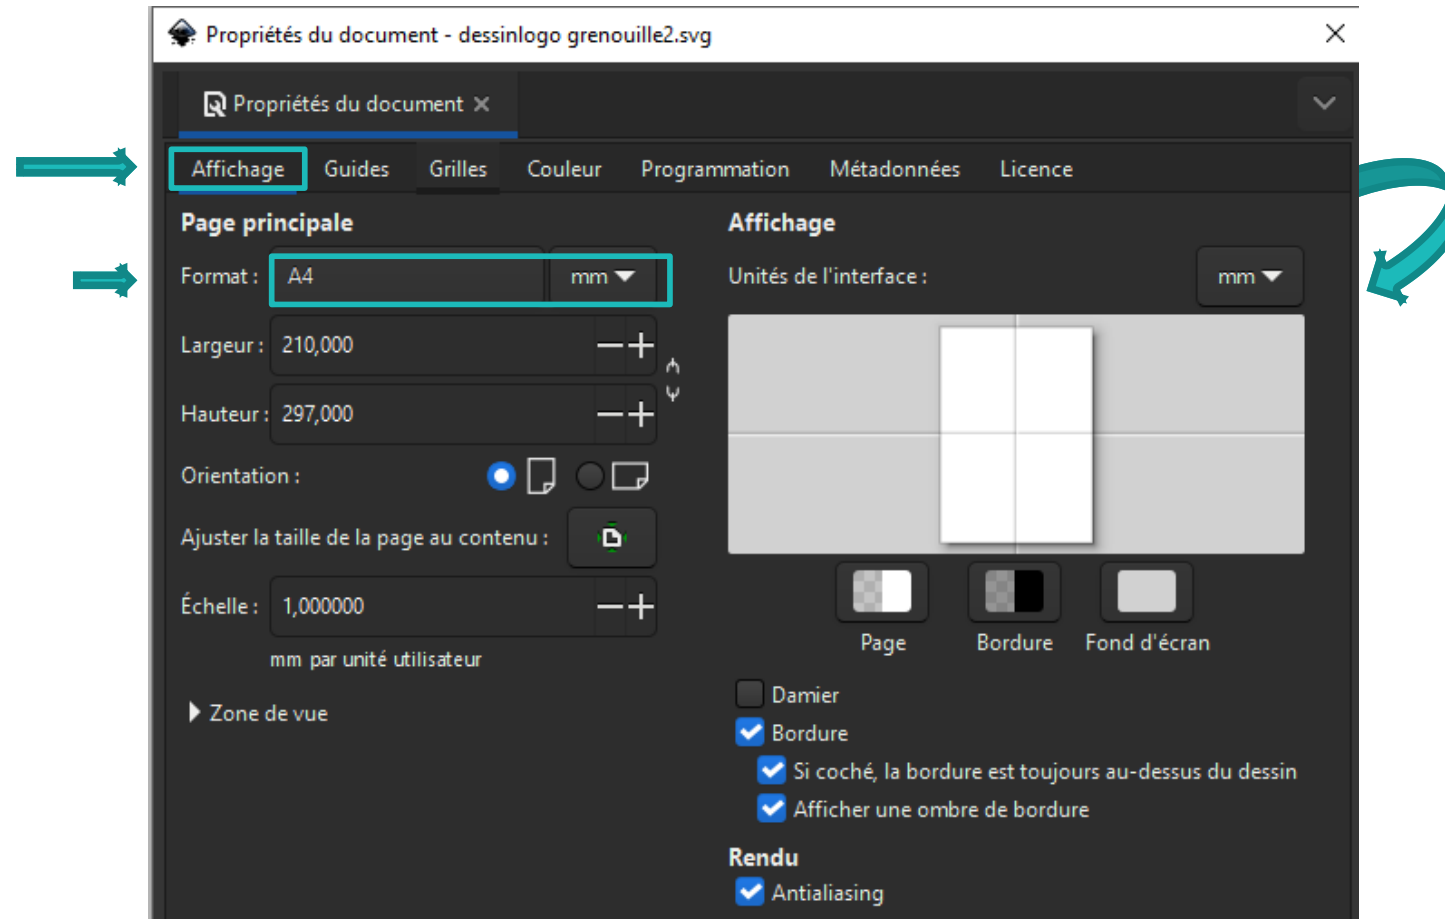 Propriétés du document - dessinlogo grenouille2.svg
Propriétés du document
Affichage Guides Grilles Couleur Programmation Métadonnées Licence
Page principale
Format : A4 mm
Largeur : 210,000
Hauteur : 297,000
Orientation :
Ajuster la taille de la page au contenu :
Échelle : 1,000000
mm par unité utilisateur
Zone de vue
Affichage
Unités de l'interface : mm
Page Bordure Fond d'écran
Damier
Bordure
Si coché, la bordure est toujours au-dessus du dessin
Afficher une ombre de bordure
Rendu
Antialiasing